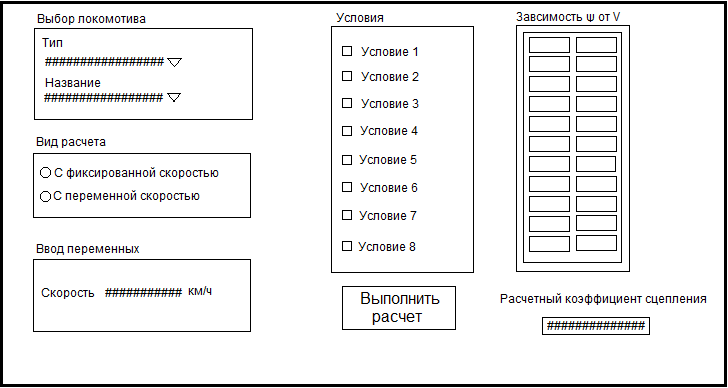 Выбор локомотива
Тип
#################
Название
#################
Вид расчета
С фиксированной скоростью
С переменной скоростью
Ввод переменных
Скорость ########### км/ч
Условия
Условие 1
Условие 2
Условие 3
Условие 4
Условие 5
Условие 6
Условие 7
Условие 8
Выполнить
расчет
Завсимость ψ от V
Расчетный коэффициент сцепления
##############